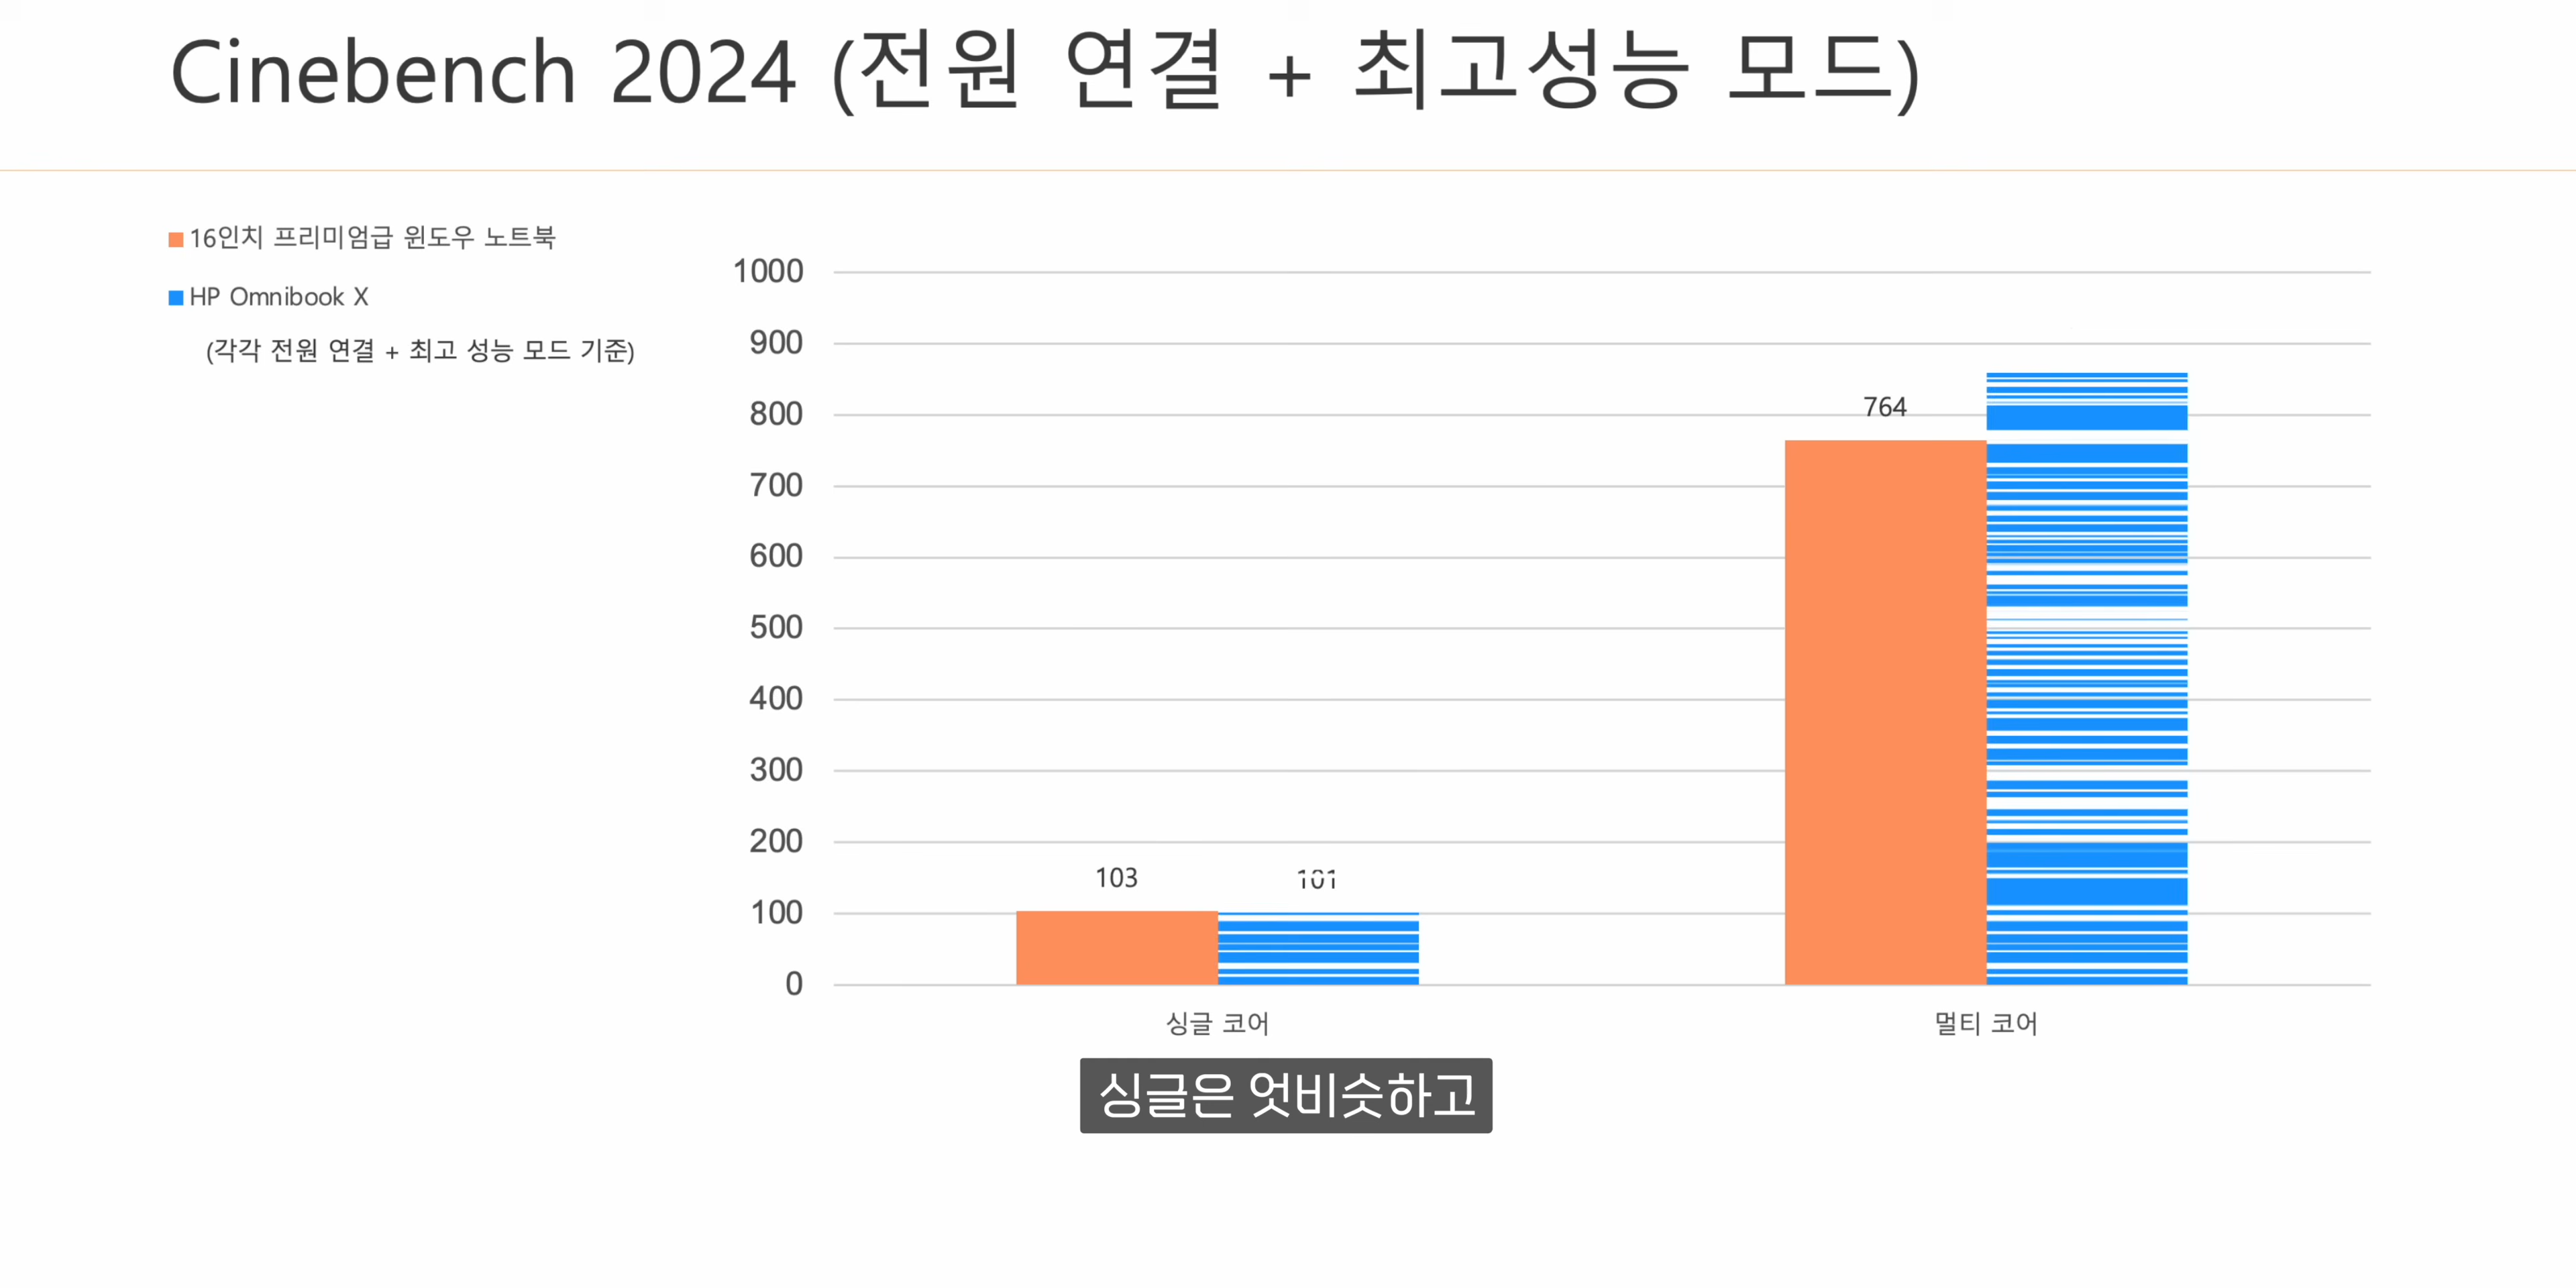 Cinebench 2024 (전원 연결 + 최고성능 모드)
16인치 프리미엄급 윈도우 노트북
HP Omnibook X
(각각 전원 연결 + 최고 성능 모드 기준)
1000
900
800
700
600
500
400
300
200
100
0
764
103
101
싱글 코어
멀티 코어
싱글은 엇비슷하고